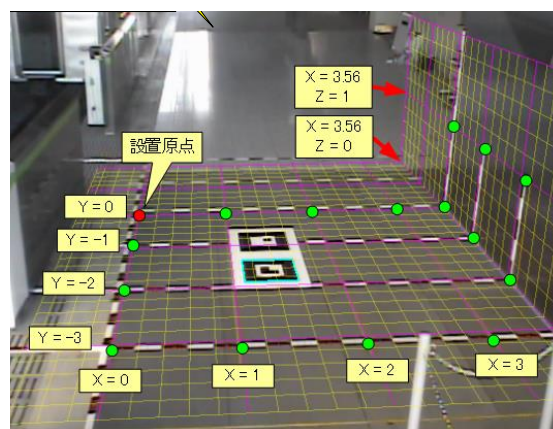 X = 3.56
Z = 1
X = 3.56
Z = 0
設置原点
Y = 0
Y = −1
Y = −2
Y = −3
X = 0
X = 1
X = 2
X = 3